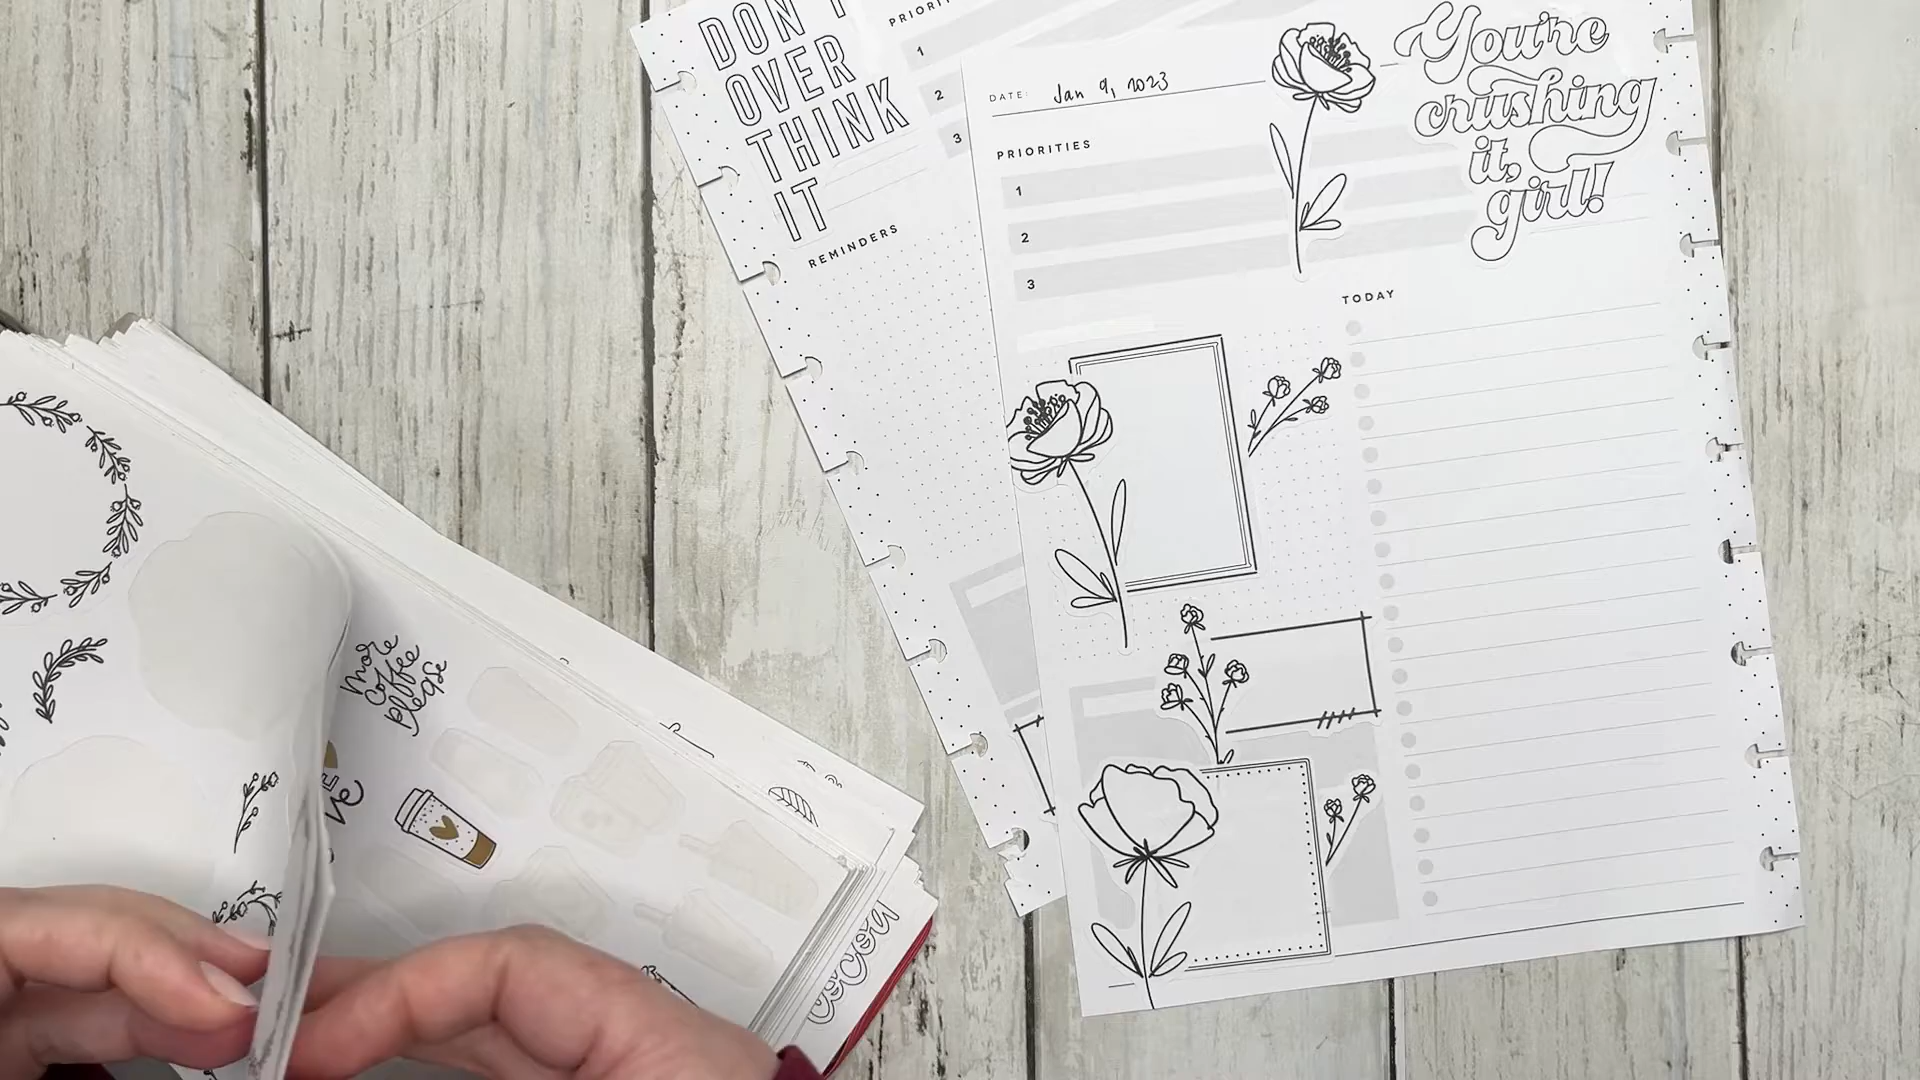 DON'T
OVER
THINK
IT
1
2
3
REMINDERS
DATE: Jan 9, 2023
PRIORITIES
1
2
3
You're
crushing
it,
girl!
TODAY
more
coffee
please